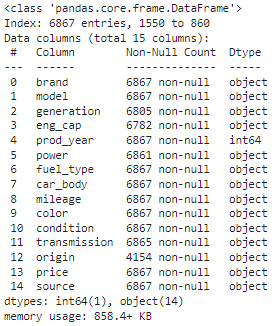 <class 'pandas.core.frame.DataFrame'>
Index: 6867 entries, 1550 to 860
Data columns (total 15 columns):
 #   Column        Non-Null Count  Dtype
---  ------        --------------  -----
 0   brand         6867 non-null   object
 1   model         6867 non-null   object
 2   generation    6805 non-null   object
 3   eng_cap       6782 non-null   object
 4   prod_year     6867 non-null   int64
 5   power         6861 non-null   object
 6   fuel_type     6867 non-null   object
 7   car_body      6867 non-null   object
 8   mileage       6867 non-null   object
 9   color         6867 non-null   object
 10  condition     6867 non-null   object
 11  transmission  6865 non-null   object
 12  origin        4154 non-null   object
 13  price         6867 non-null   object
 14  source        6867 non-null   object
dtypes: int64(1), object(14)
memory usage: 858.4+ KB